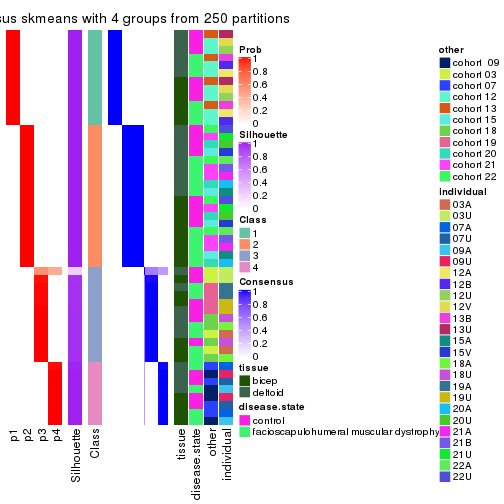 us skmeans with 4 groups from 250 partitions
p1
p2
p3
p4
Silhouette
Class
tissue
disease.state
other
individual
Prob
1
0.8
0.6
0.4
0.2
0
Silhouette
1
0.8
0.6
0.4
0.2
0
Class
1
2
3
4
Consensus
1
0.8
0.6
0.4
0.2
0
tissue
bicep
deltoid
disease.state
control
facioscapulohumeral muscular dystrophy
other
cohort 09
cohort 03
cohort 07
cohort 12
cohort 13
cohort 15
cohort 18
cohort 19
cohort 20
cohort 21
cohort 22
individual
03A
03U
07A
07U
09A
09U
12A
12B
12U
12V
13B
13U
15A
15V
18A
18U
19A
19U
20A
20U
21A
21B
21U
22A
22U